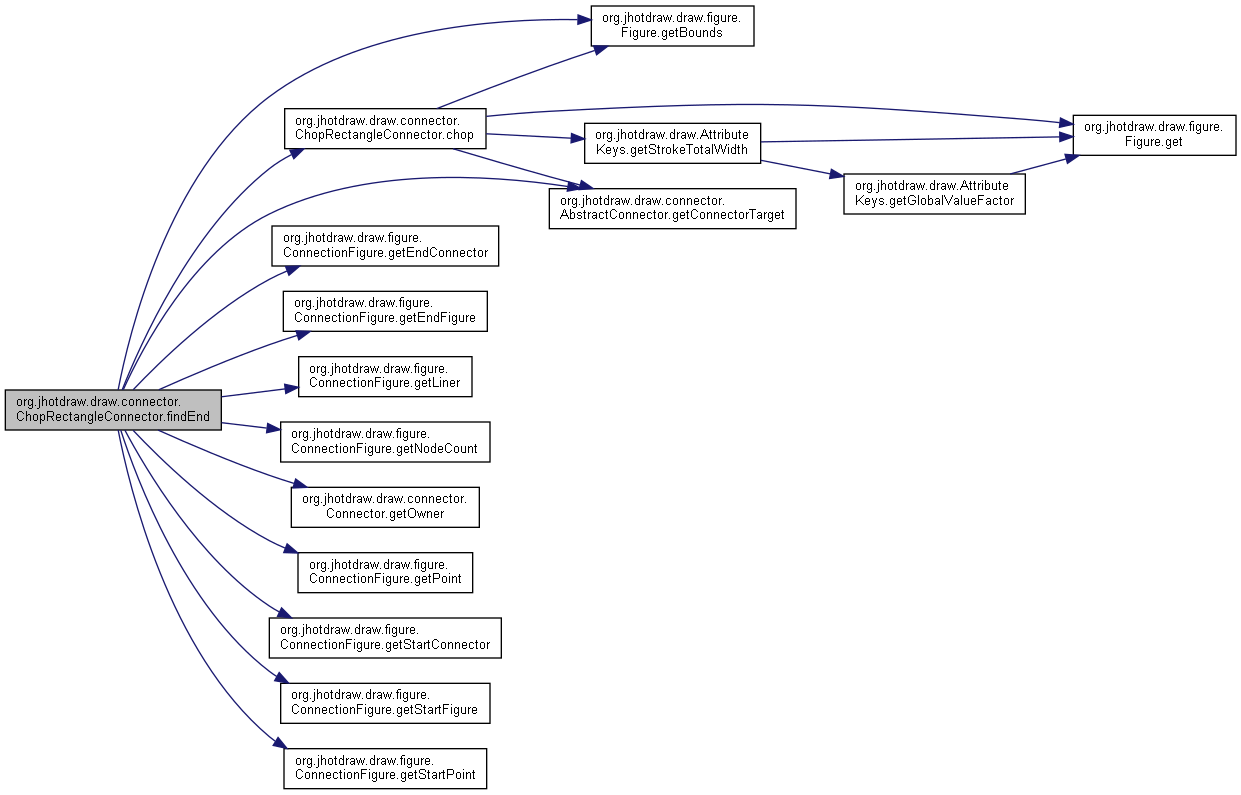 org.jhotdraw.draw.figure.
Figure.getBounds
org.jhotdraw.draw.connector.
ChopRectangleConnector.chop
org.jhotdraw.draw.Attribute
Keys.getStrokeTotalWidth
org.jhotdraw.draw.figure.
Figure.get
org.jhotdraw.draw.Attribute
Keys.getGlobalValueFactor
org.jhotdraw.draw.connector.
AbstractConnector.getConnectorTarget
org.jhotdraw.draw.figure.
ConnectionFigure.getEndConnector
org.jhotdraw.draw.figure.
ConnectionFigure.getEndFigure
org.jhotdraw.draw.figure.
ConnectionFigure.getLiner
org.jhotdraw.draw.connector.
ChopRectangleConnector.findEnd
org.jhotdraw.draw.figure.
ConnectionFigure.getNodeCount
org.jhotdraw.draw.connector.
Connector.getOwner
org.jhotdraw.draw.figure.
ConnectionFigure.getPoint
org.jhotdraw.draw.figure.
ConnectionFigure.getStartConnector
org.jhotdraw.draw.figure.
ConnectionFigure.getStartFigure
org.jhotdraw.draw.figure.
ConnectionFigure.getStartPoint